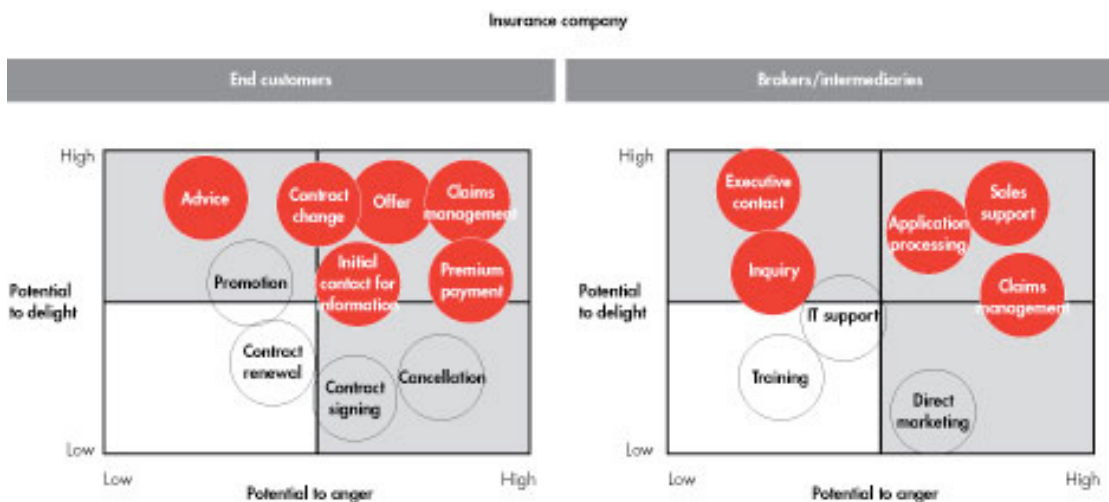 Insurance company
End customers
Brokers/intermediaries
High
Advice
Contract
change
Offer
Claims
management
Promotion
Initial
contact for
information
Premium
payment
Potential
to delight
Contract
renewal
Contract
signing
Cancellation
Low
Low
High
Potential to anger
High
Executive
contact
Sales
support
Application
processing
Inquiry
Claims
management
Potential
to delight
IT support
Training
Direct
marketing
Low
Low
High
Potential to anger